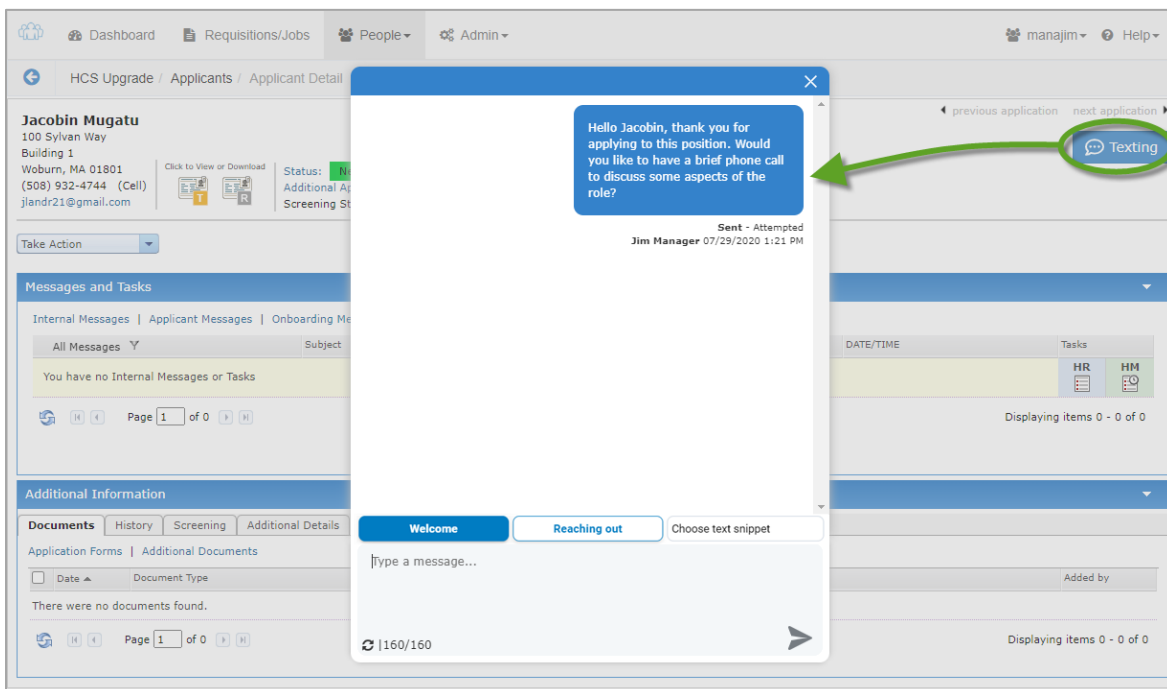 Dashboard Requisitions/Jobs People Admin manajim Help
HCS Upgrade / Applicants / Applicant Detail
previous application next application
Jacobin Mugatu
100 Sylvan Way
Building 1
Woburn, MA 01801
(508) 932-4744 (Cell)
jlandr21@gmail.com
Click to View or Download
T R
Status:
Additional
Screening
Texting
Hello Jacobin, thank you for
applying to this position. Would
you like to have a brief phone call
to discuss some aspects of the
role?
Sent - Attempted
Jim Manager 07/29/2020 1:21 PM
Take Action
Messages and Tasks
Internal Messages | Applicant Messages | Onboarding
All Messages Subject DATE/TIME Tasks
You have no Internal Messages or Tasks HR HM
Page 1 of 0 Displaying items 0 - 0 of 0
Additional Information
Documents History Screening Additional Details
Application Forms | Additional Documents
Date Document Type Added by
There were no documents found.
Page 1 of 0 Displaying items 0 - 0 of 0
Welcome Reaching out Choose text snippet
Type a message...
|160/160